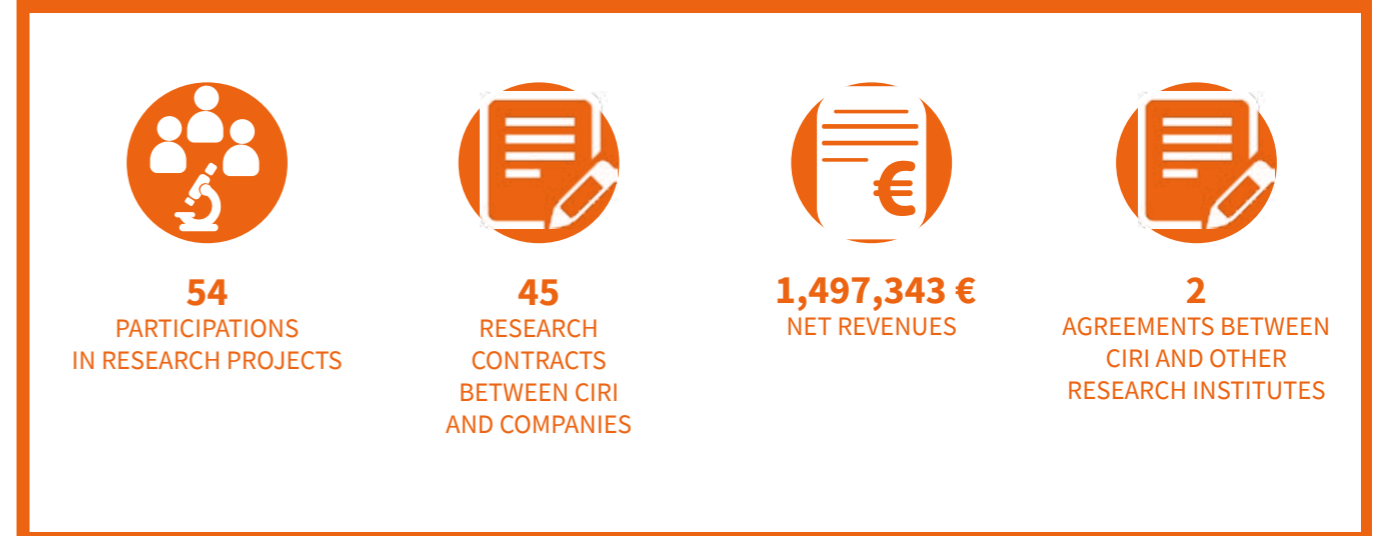 54
PARTICIPATIONS
IN RESEARCH PROJECTS
45
RESEARCH
CONTRACTS
BETWEEN CIRI
AND COMPANIES
€
1,497,343 €
NET REVENUES
2
AGREEMENTS BETWEEN
CIRI AND OTHER
RESEARCH INSTITUTES